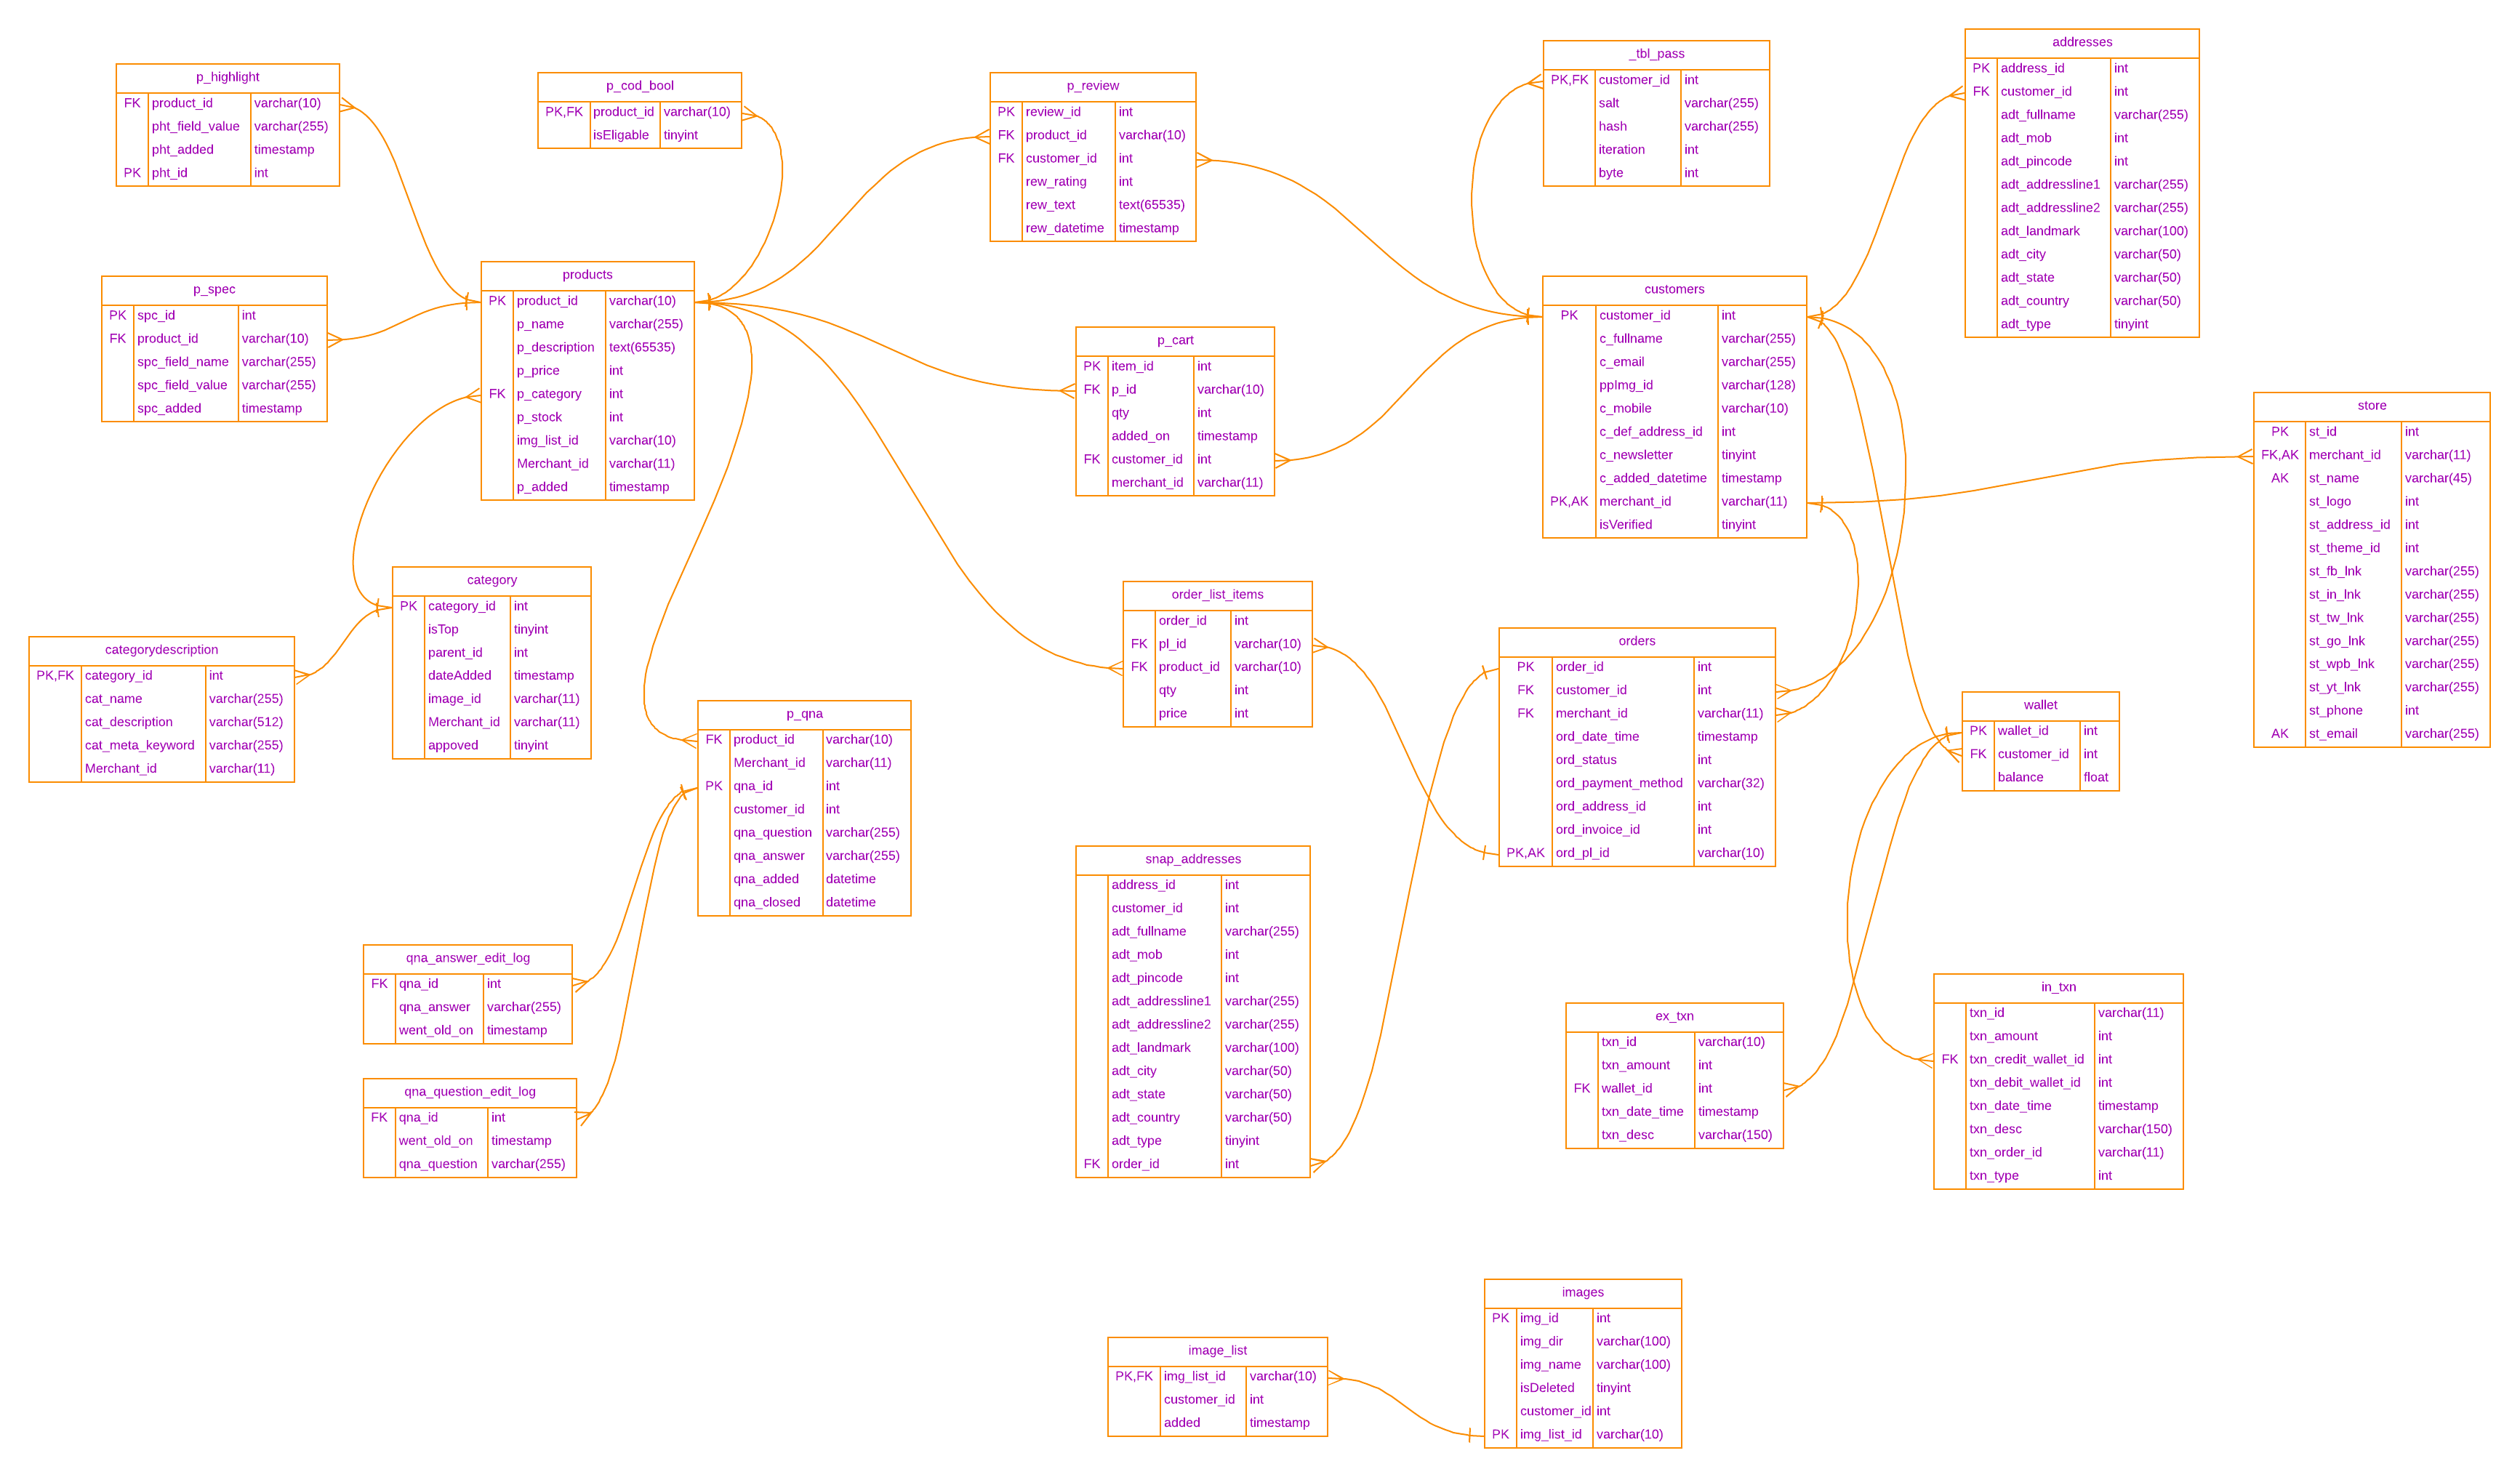 p_highlight
FK product_id varchar(10)
pht_field_value varchar(255)
pht_added timestamp
PK pht_id int
p_cod_bool
PK,FK product_id varchar(10)
isEligable tinyint
p_review
PK review_id int
FK product_id varchar(10)
FK customer_id int
rew_rating int
rew_text text(65535)
rew_datetime timestamp
_tbl_pass
PK,FK customer_id int
salt varchar(255)
hash varchar(255)
iteration int
byte int
addresses
PK address_id int
FK customer_id int
adt_fullname varchar(255)
adt_mob int
adt_pincode int
adt_addressline1 varchar(255)
adt_addressline2 varchar(255)
adt_landmark varchar(100)
adt_city varchar(50)
adt_state varchar(50)
adt_country varchar(50)
adt_type tinyint
p_spec
PK spc_id int
FK product_id varchar(10)
spc_field_name varchar(255)
spc_field_value varchar(255)
spc_added timestamp
products
PK product_id varchar(10)
p_name varchar(255)
p_description text(65535)
p_price int
FK p_category int
p_stock int
img_list_id varchar(10)
Merchant_id varchar(11)
p_added timestamp
p_cart
PK item_id int
FK p_id varchar(10)
qty int
added_on timestamp
FK customer_id int
merchant_id varchar(11)
customers
PK customer_id int
c_fullname varchar(255)
c_email varchar(255)
ppImg_id varchar(128)
c_mobile varchar(10)
c_def_address_id int
c_newsletter tinyint
c_added_datetime timestamp
PK,AK merchant_id varchar(11)
isVerified tinyint
store
PK st_id int
FK,AK merchant_id varchar(11)
AK st_name varchar(45)
st_logo int
st_address_id int
st_theme_id int
st_fb_lnk varchar(255)
st_in_lnk varchar(255)
st_tw_lnk varchar(255)
st_go_lnk varchar(255)
st_wpb_lnk varchar(255)
st_yt_lnk varchar(255)
st_phone int
AK st_email varchar(255)
category
PK category_id int
isTop tinyint
parent_id int
dateAdded timestamp
image_id varchar(11)
Merchant_id varchar(11)
appoved tinyint
categorydescription
PK,FK category_id int
cat_name varchar(255)
cat_description varchar(512)
cat_meta_keyword varchar(255)
Merchant_id varchar(11)
order_list_items
order_id int
FK pl_id varchar(10)
FK product_id varchar(10)
qty int
price int
orders
PK order_id int
FK customer_id int
FK merchant_id varchar(11)
ord_date_time timestamp
ord_status int
ord_payment_method varchar(32)
ord_address_id int
ord_invoice_id int
PK,AK ord_pl_id varchar(10)
wallet
PK wallet_id int
FK customer_id int
balance float
p_qna
FK product_id varchar(10)
Merchant_id varchar(11)
PK qna_id int
customer_id int
qna_question varchar(255)
qna_answer varchar(255)
qna_added datetime
qna_closed datetime
snap_addresses
address_id int
customer_id int
adt_fullname varchar(255)
adt_mob int
adt_pincode int
adt_addressline1 varchar(255)
adt_addressline2 varchar(255)
adt_landmark varchar(100)
adt_city varchar(50)
adt_state varchar(50)
adt_country varchar(50)
adt_type tinyint
FK order_id int
qna_answer_edit_log
FK qna_id int
qna_answer varchar(255)
went_old_on timestamp
qna_question_edit_log
FK qna_id int
went_old_on timestamp
qna_question varchar(255)
ex_txn
txn_id varchar(10)
txn_amount int
FK wallet_id int
txn_date_time timestamp
txn_desc varchar(150)
in_txn
txn_id varchar(11)
txn_amount int
FK txn_credit_wallet_id int
txn_debit_wallet_id int
txn_date_time timestamp
txn_desc varchar(150)
txn_order_id varchar(11)
txn_type int
image_list
PK,FK img_list_id varchar(10)
customer_id int
added timestamp
images
PK img_id int
img_dir varchar(100)
img_name varchar(100)
isDeleted tinyint
customer_id int
PK img_list_id varchar(10)